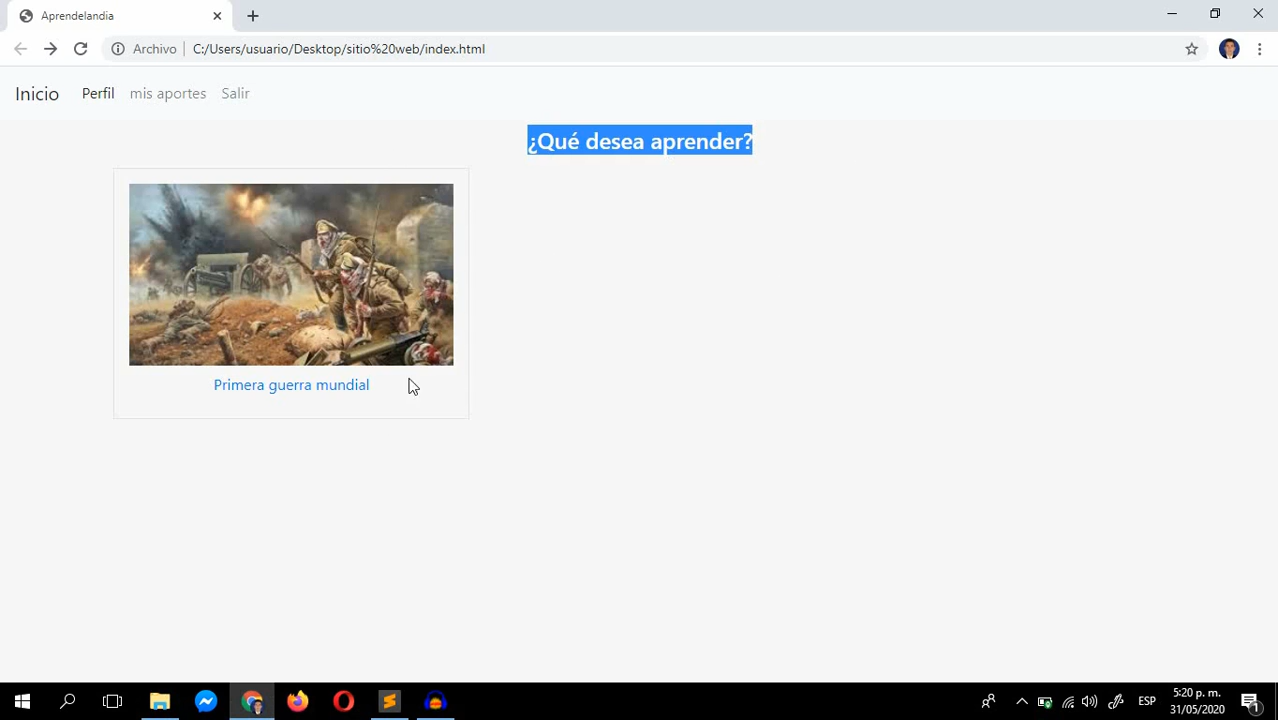 Aprendelandia
Archivo
C:/Users/usuario/Desktop/sitio%20web/index.html
Inicio Perfil mis aportes Salir
¿Qué desea aprender?
Primera guerra mundial
ESP
5:20 p. m.
31/05/2020
1